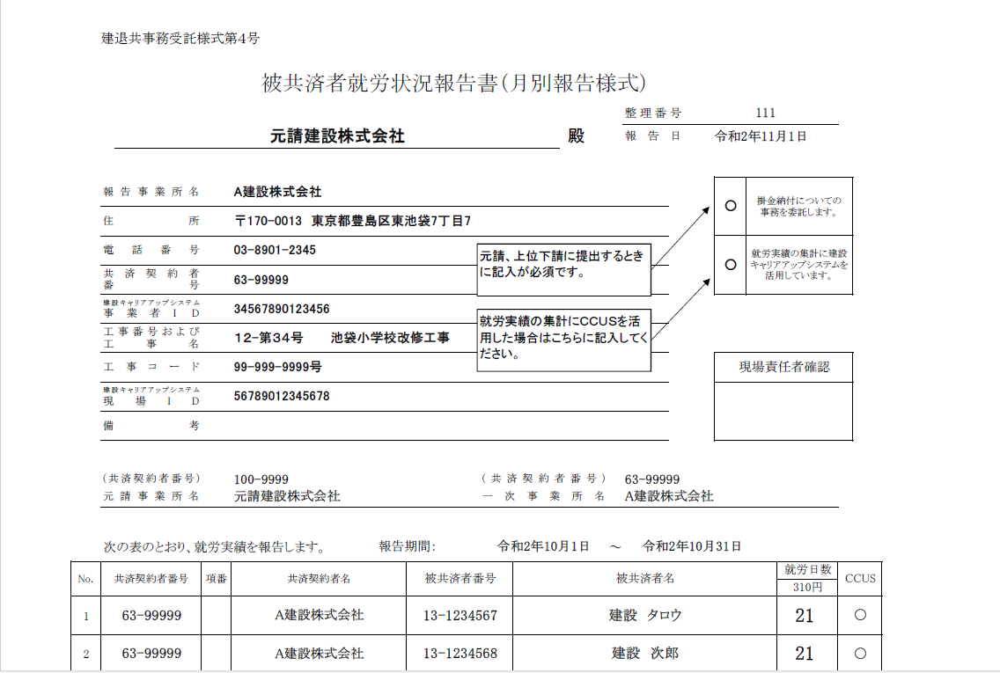 建退共事務受託様式第4号
被共済者就労状況報告書(月別報告様式)
整理番号 111
元請建設株式会社 殿
報告日 令和2年11月1日
報告事業所名 A建設株式会社
住所 〒170-0013 東京都豊島区東池袋7丁目7
電話番号 03-8901-2345
共済契約者
番号 63-99999
建設キャリアアップシステム
事業者ID 34567890123456
工事番号および
工事名 12-第34号 池袋小学校改修工事
工事コード 99-999-9999号
建設キャリアアップシステム
現場ID 56789012345678
備考
○ 掛金納付についての
事務を委託します。
○ 就労実績の集計に建設
キャリアアップシステムを
活用しています。
元請、上位下請に提出するとき
に記入が必須です。
就労実績の集計にCCUSを活
用した場合はこちらに記入してく
ださい。
現場責任者確認
(共済契約者番号) 100-9999 (共済契約者番号) 63-99999
元請事業所名 元請建設株式会社 一次事業所名 A建設株式会社
次の表のとおり、就労実績を報告します。 報告期間: 令和2年10月1日 ～ 令和2年10月31日
No. 共済契約者番号 項番 共済契約者名 被共済者番号 被共済者名 就労日数 CCUS
310円
1 63-99999 A建設株式会社 13-1234567 建設 タロウ 21 ○
2 63-99999 A建設株式会社 13-1234568 建設 次郎 21 ○